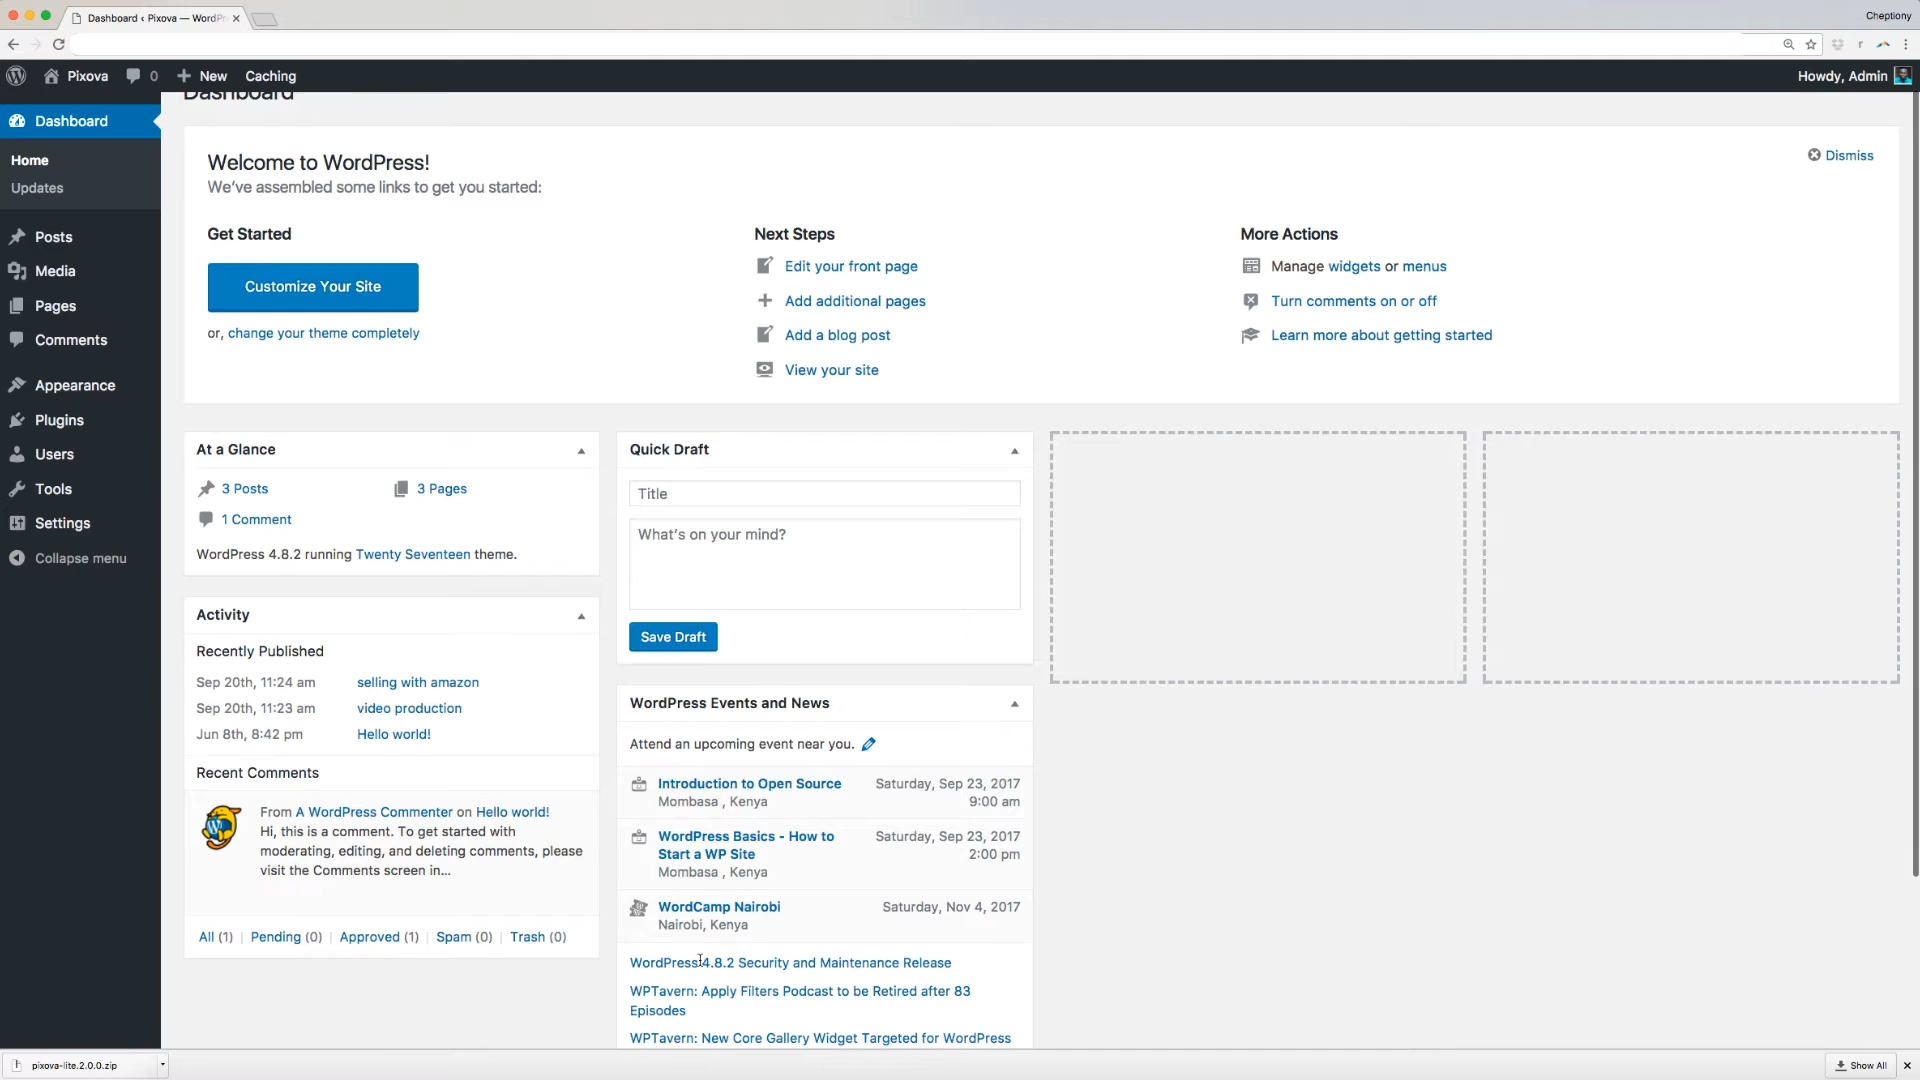 Dashboard ‹ Pixova — WordPr
Cheptiony
Pixova
0
New
Caching
Howdy, Admin
Dashboard
Home
Updates
Posts
Media
Pages
Comments
Appearance
Plugins
Users
Tools
Settings
Collapse menu
Dashboard
Welcome to WordPress!
We've assembled some links to get you started:
Dismiss
Get Started
Customize Your Site
or, change your theme completely
Next Steps
Edit your front page
Add additional pages
Add a blog post
View your site
More Actions
Manage widgets or menus
Turn comments on or off
Learn more about getting started
At a Glance
3 Posts
3 Pages
1 Comment
WordPress 4.8.2 running Twenty Seventeen theme.
Activity
Recently Published
Sep 20th, 11:24 am selling with amazon
Sep 20th, 11:23 am video production
Jun 8th, 8:42 pm Hello world!
Recent Comments
From A WordPress Commenter on Hello world!
Hi, this is a comment. To get started with
moderating, editing, and deleting comments, please
visit the Comments screen in...
All (1) | Pending (0) | Approved (1) | Spam (0) | Trash (0)
Quick Draft
Title
What's on your mind?
Save Draft
WordPress Events and News
Attend an upcoming event near you.
Introduction to Open Source
Mombasa , Kenya
Saturday, Sep 23, 2017
9:00 am
WordPress Basics - How to
Start a WP Site
Mombasa , Kenya
Saturday, Sep 23, 2017
2:00 pm
WordCamp Nairobi
Nairobi, Kenya
Saturday, Nov 4, 2017
WordPress 4.8.2 Security and Maintenance Release
WPTavern: Apply Filters Podcast to be Retired after 83
Episodes
WPTavern: New Core Gallery Widget Targeted for WordPress
pixova-lite.2.0.0.zip
Show All